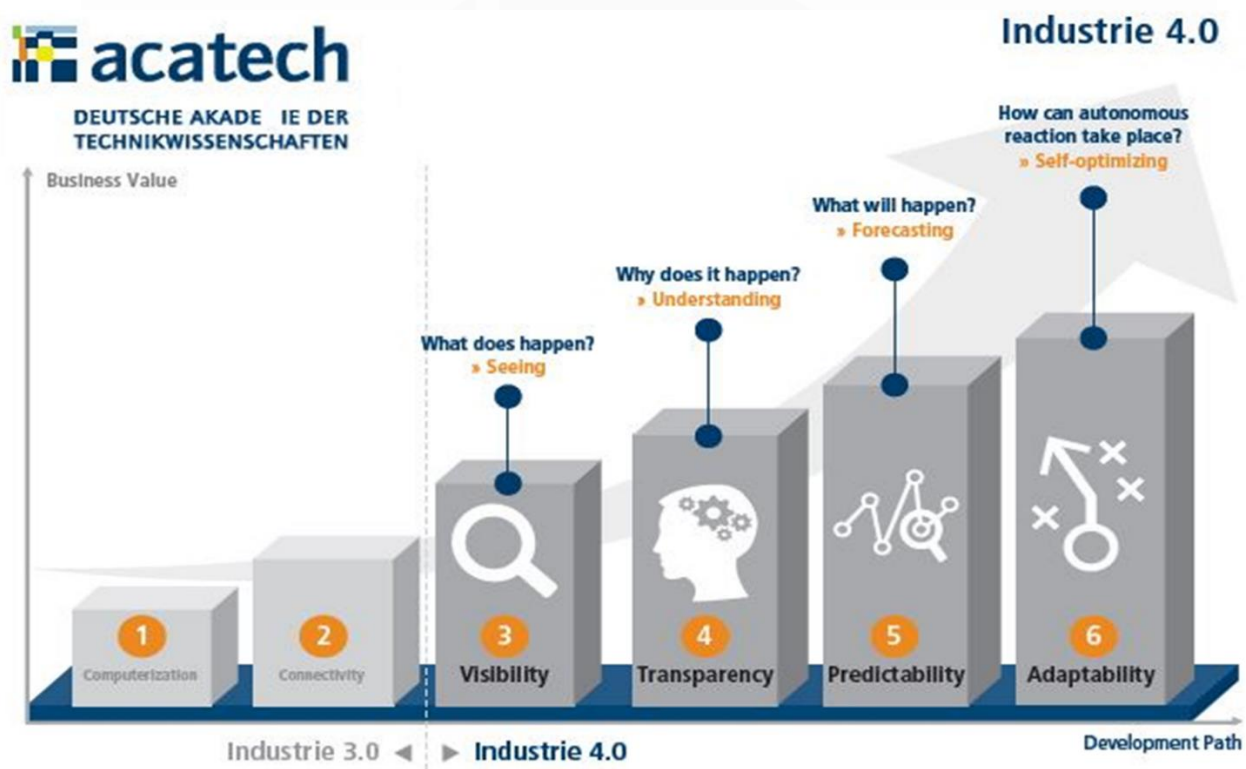 acatech
DEUTSCHE AKADE IE DER
TECHNIKWISSENSCHAFTEN
Industrie 4.0
Business Value
How can autonomous
reaction take place?
» Self-optimizing
What will happen?
» Forecasting
Why does it happen?
» Understanding
What does happen?
» Seeing
1
Computerization
2
Connectivity
3
Visibility
4
Transparency
5
Predictability
6
Adaptability
Industrie 3.0
Industrie 4.0
Development Path